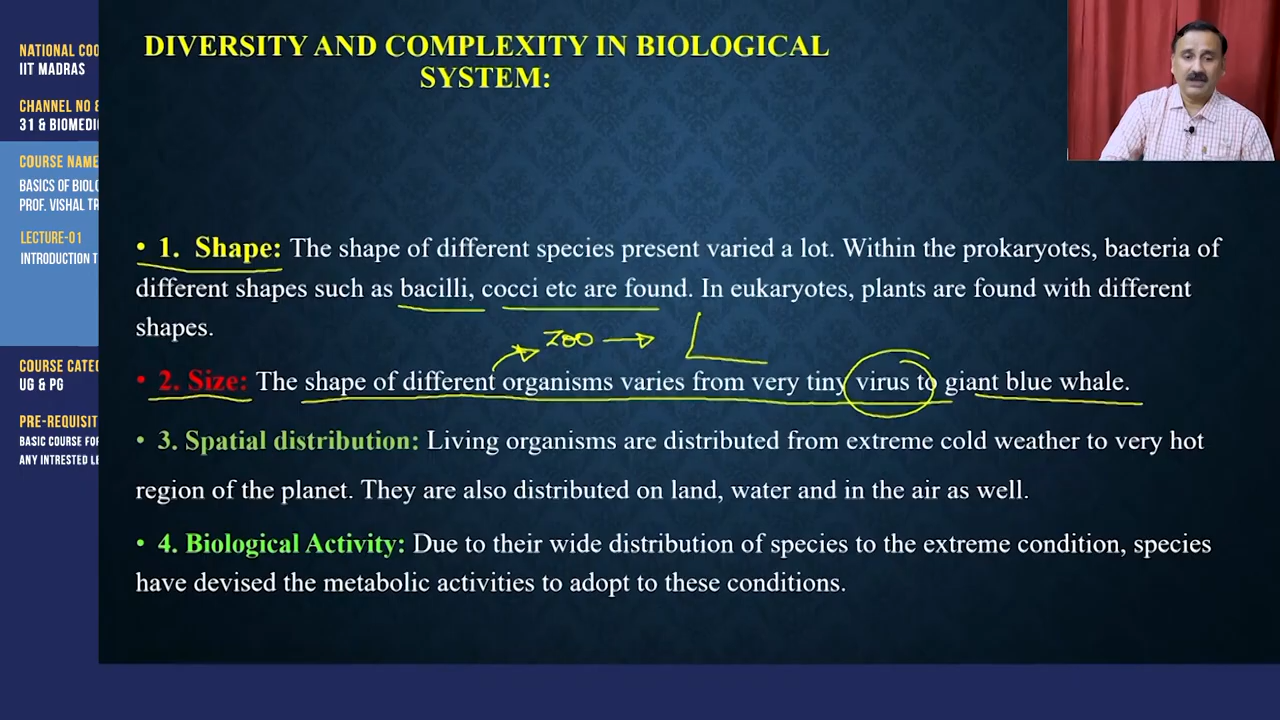 DIVERSITY AND COMPLEXITY IN BIOLOGICAL
SYSTEM:
NATIONAL COO
IIT MADRAS
CHANNEL NO &
31 & BIOMEDI
COURSE NAME
BASICS OF BIOLO
PROF. VISHAL TR
LECTURE-01
INTRODUCTION T
COURSE CATEG
UG & PG
PRE-REQUISIT
BASIC COURSE FOR
ANY INTRESTED LE
• 1. Shape: The shape of different species present varied a lot. Within the prokaryotes, bacteria of
different shapes such as bacilli, cocci etc are found. In eukaryotes, plants are found with different
shapes.
ZOO
• 2. Size: The shape of different organisms varies from very tiny virus to giant blue whale.
• 3. Spatial distribution: Living organisms are distributed from extreme cold weather to very hot
region of the planet. They are also distributed on land, water and in the air as well.
• 4. Biological Activity: Due to their wide distribution of species to the extreme condition, species
have devised the metabolic activities to adopt to these conditions.